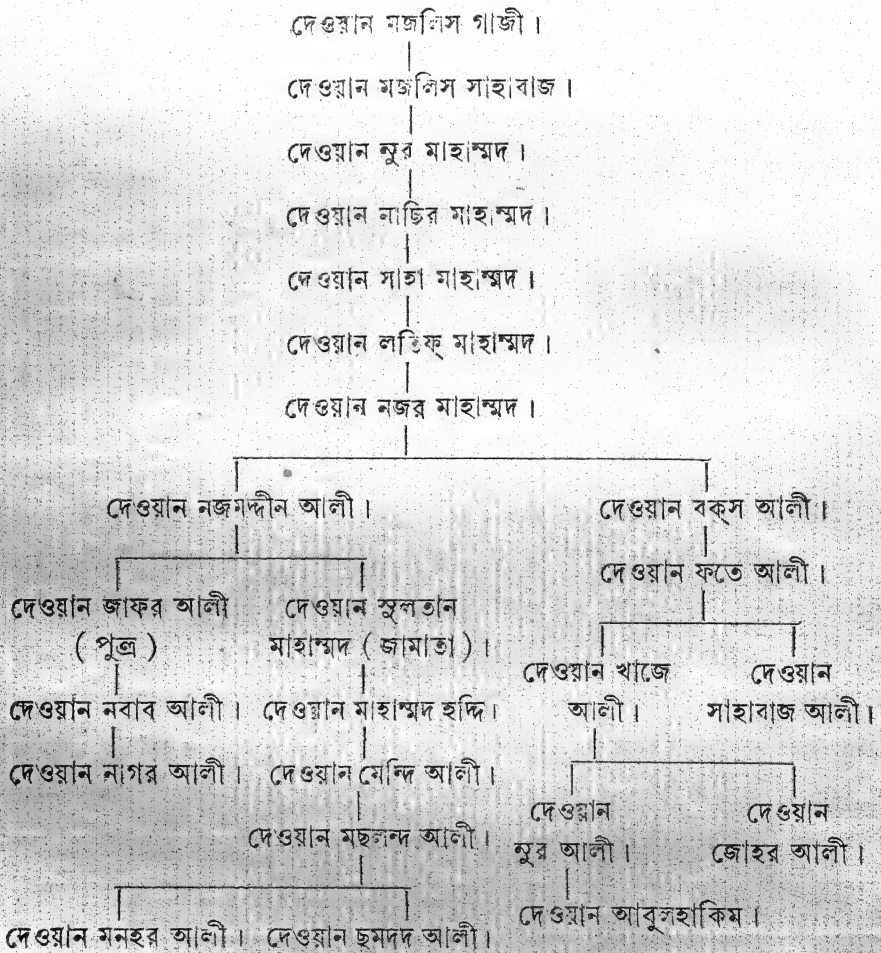 দেওয়ান মজলিস গাজী।
দেওয়ান মজলিস সাহাবাজ।
দেওয়ান নুর মাহাম্মদ।
দেওয়ান নাছির মাহাম্মদ।
দেওয়ান সাহা মাহাম্মদ।
দেওয়ান লতিফ্ মাহাম্মদ।
দেওয়ান নজর মাহাম্মদ।
দেওয়ান নজমদ্দীন আলী। দেওয়ান বক্‌স আলী।
দেওয়ান ফতে আলী।
দেওয়ান জাফর আলী দেওয়ান সুলতান
( পুত্র ) মাহাম্মদ ( জামাতা )।
দেওয়ান খাজে দেওয়ান
দেওয়ান নবাব আলী। দেওয়ান মাহাম্মদ হদ্দি। আলী। সাহাবাজ আলী।
দেওয়ান নাগর আলী। দেওয়ান মেন্দি আলী।
দেওয়ান দেওয়ান
দেওয়ান মছলন্দ আলী। নুর আলী। জোহর আলী।
দেওয়ান মনহর আলী। দেওয়ান ছমদদ আলী। দেওয়ান আবুলহাকিম।